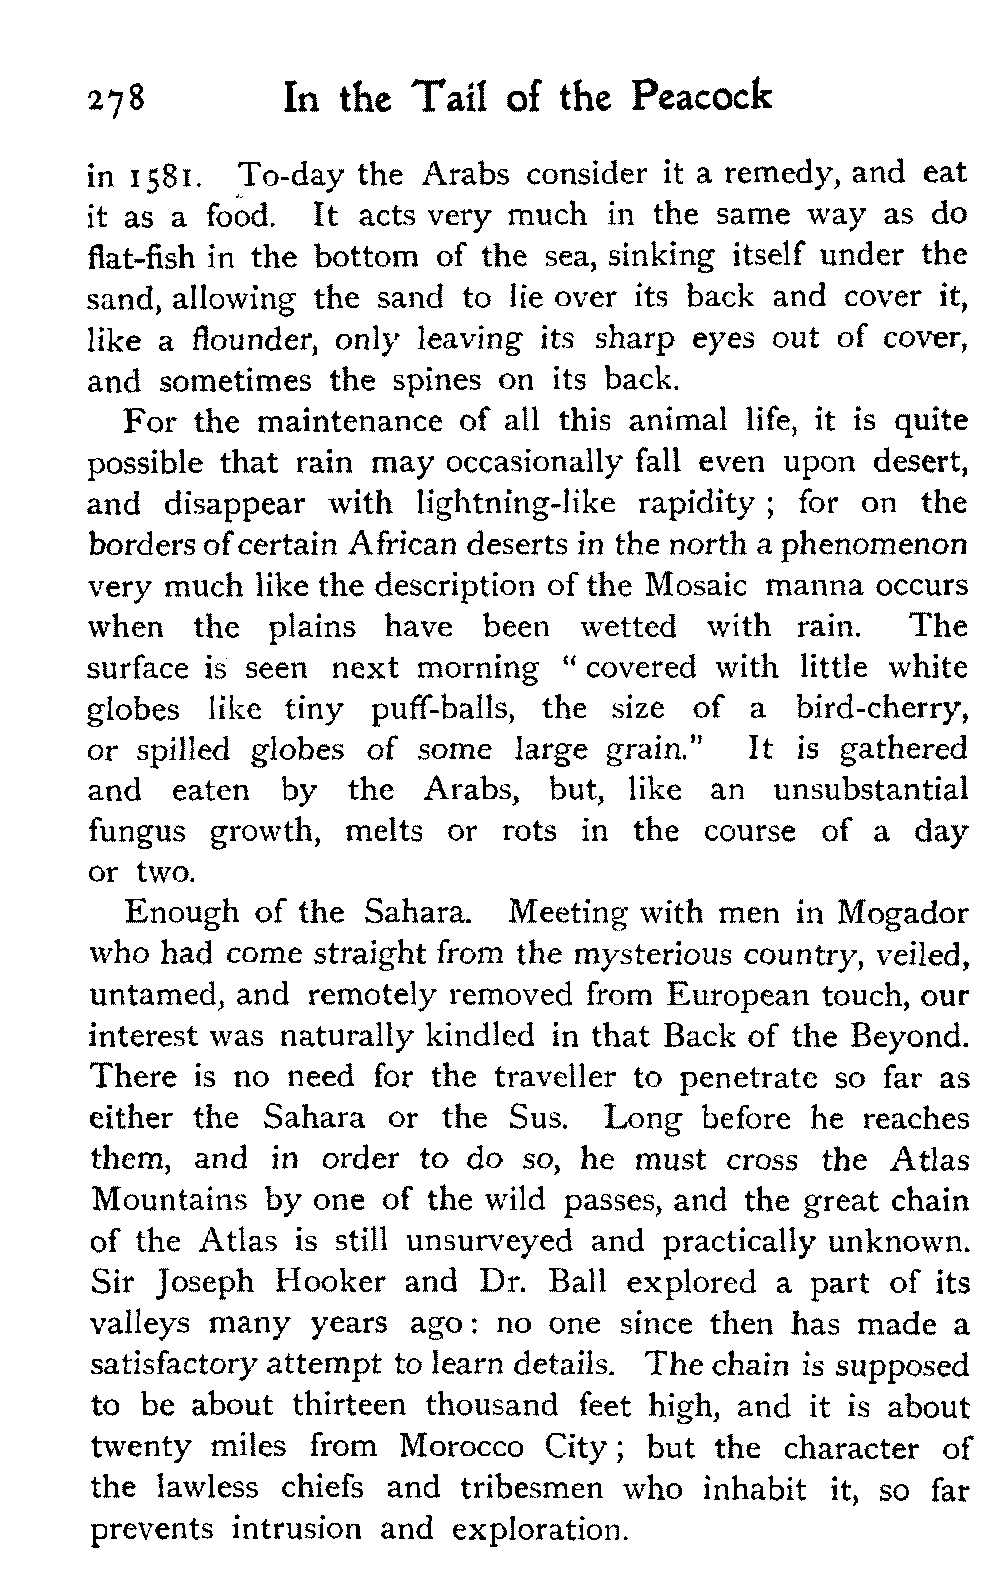 278 In the Tail of the Peacock
in 1581. To-day the Arabs consider it a remedy, and eat
it as a food. It acts very much in the same way as do
flat-fish in the bottom of the sea, sinking itself under the
sand, allowing the sand to lie over its back and cover it,
like a flounder, only leaving its sharp eyes out of cover,
and sometimes the spines on its back.
For the maintenance of all this animal life, it is quite
possible that rain may occasionally fall even upon desert,
and disappear with lightning-like rapidity ; for on the
borders of certain African deserts in the north a phenomenon
very much like the description of the Mosaic manna occurs
when the plains have been wetted with rain. The
surface is seen next morning "covered with little white
globes like tiny puff-balls, the size of a bird-cherry,
or spilled globes of some large grain." It is gathered
and eaten by the Arabs, but, like an unsubstantial
fungus growth, melts or rots in the course of a day
or two.
Enough of the Sahara. Meeting with men in Mogador
who had come straight from the mysterious country, veiled,
untamed, and remotely removed from European touch, our
interest was naturally kindled in that Back of the Beyond.
There is no need for the traveller to penetrate so far as
either the Sahara or the Sus. Long before he reaches
them, and in order to do so, he must cross the Atlas
Mountains by one of the wild passes, and the great chain
of the Atlas is still unsurveyed and practically unknown.
Sir Joseph Hooker and Dr. Ball explored a part of its
valleys many years ago: no one since then has made a
satisfactory attempt to learn details. The chain is supposed
to be about thirteen thousand feet high, and it is about
twenty miles from Morocco City ; but the character of
the lawless chiefs and tribesmen who inhabit it, so far
prevents intrusion and exploration.